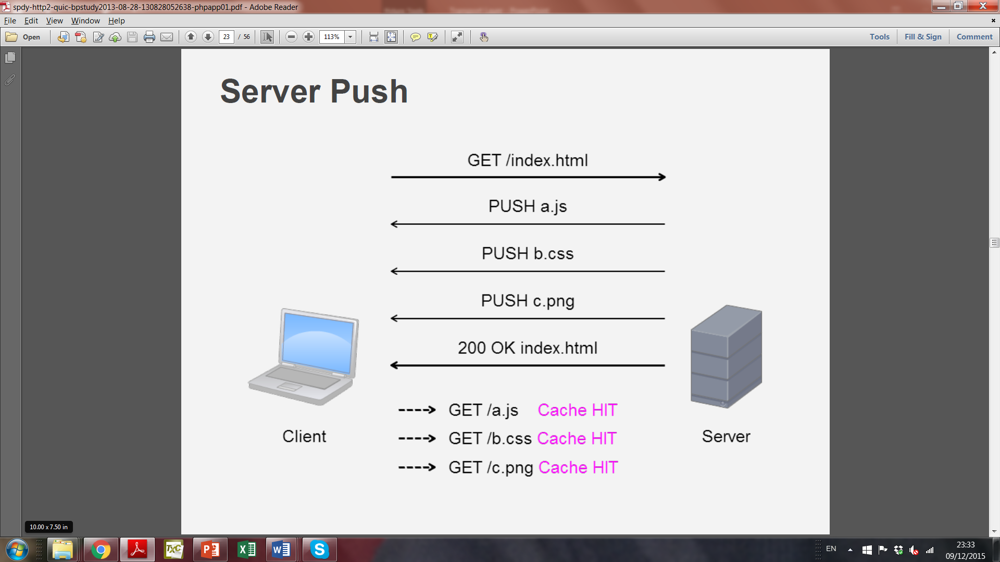 spdy-http2-quic-bpstudy2013-08-28-130828052638-phpapp01.pdf - Adobe Reader
File Edit View Window Help
Open 23 / 56 113% Tools Fill & Sign Comment
Server Push
GET /index.html
PUSH a.js
PUSH b.css
PUSH c.png
200 OK index.html
GET /a.js Cache HIT
GET /b.css Cache HIT
GET /c.png Cache HIT
Client
Server
10.00 x 7.50 in
EN
23:33
09/12/2015